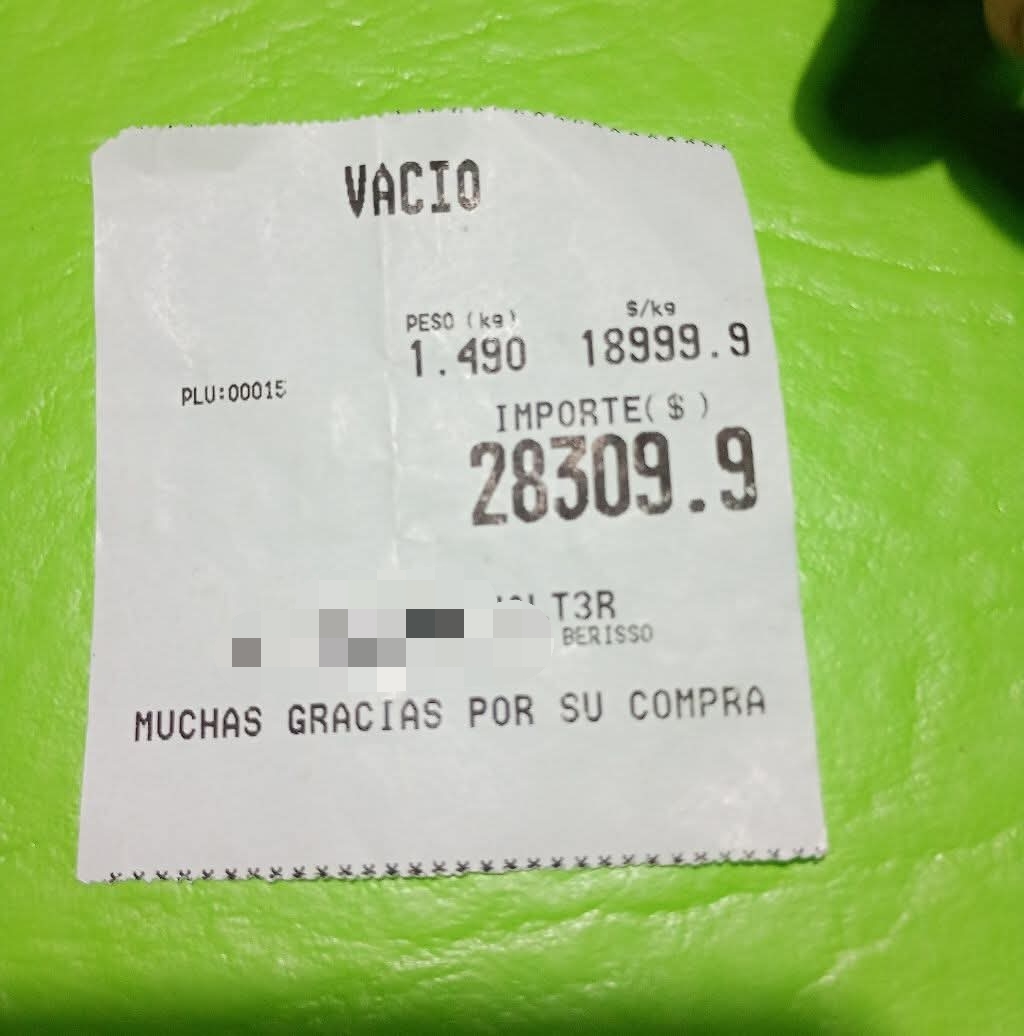 VACIO
PESO (kg) $/kg
1.490 18999.9
PLU:00015
IMPORTE($)
28309.9
BERISSO
MUCHAS GRACIAS POR SU COMPRA